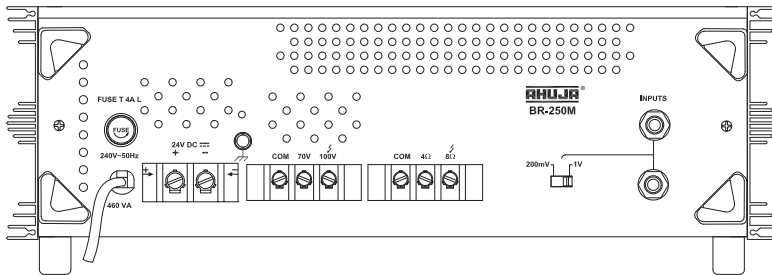 AHUJA®
BR-250M
INPUTS
FUSE T 4A L
FUSE
240V~50Hz
460 VA
24V DC
+ −
+ −
COM 70V 100V
COM 4Ω 8Ω
200mV 1V